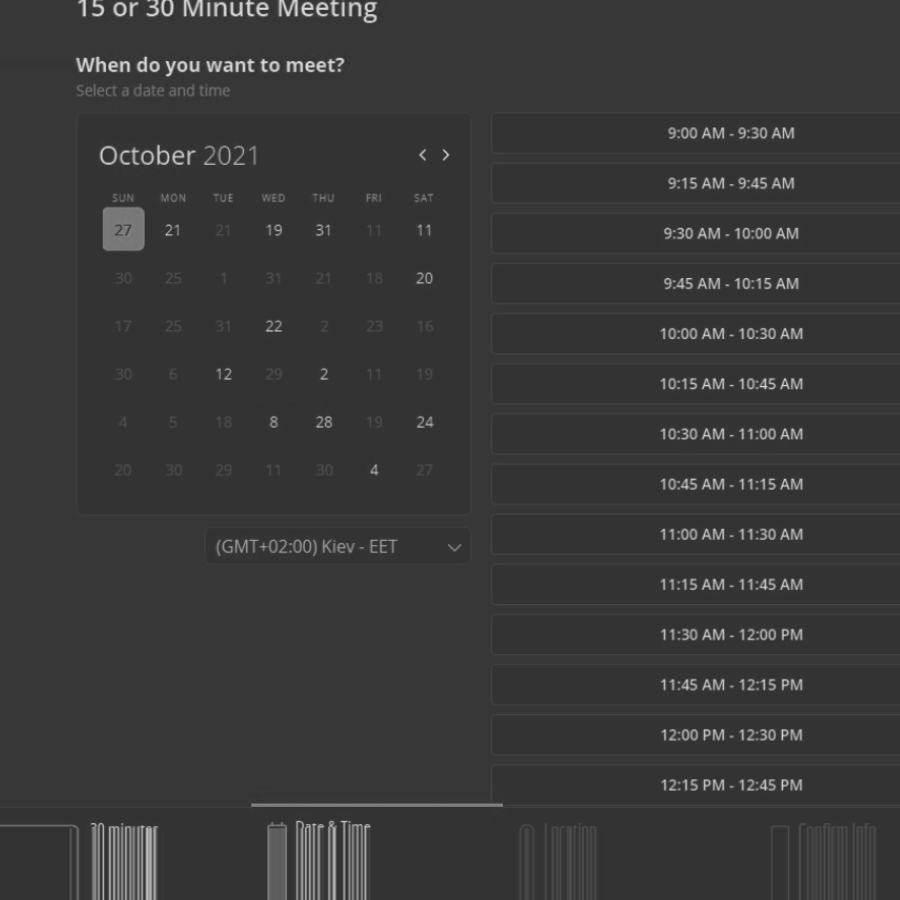 15 or 30 Minute Meeting
When do you want to meet?
Select a date and time
October 2021
SUN MON TUE WED THU FRI SAT
27 21 21 19 31 11 11
30 25 1 31 21 18 20
17 25 31 22 2 23 16
30 6 12 29 2 11 19
4 5 18 8 28 19 24
20 30 29 11 30 4 27
(GMT+02:00) Kiev - EET
9:00 AM - 9:30 AM
9:15 AM - 9:45 AM
9:30 AM - 10:00 AM
9:45 AM - 10:15 AM
10:00 AM - 10:30 AM
10:15 AM - 10:45 AM
10:30 AM - 11:00 AM
10:45 AM - 11:15 AM
11:00 AM - 11:30 AM
11:15 AM - 11:45 AM
11:30 AM - 12:00 PM
11:45 AM - 12:15 PM
12:00 PM - 12:30 PM
12:15 PM - 12:45 PM
30 minutes
Date & Time
Location
Confirm Info